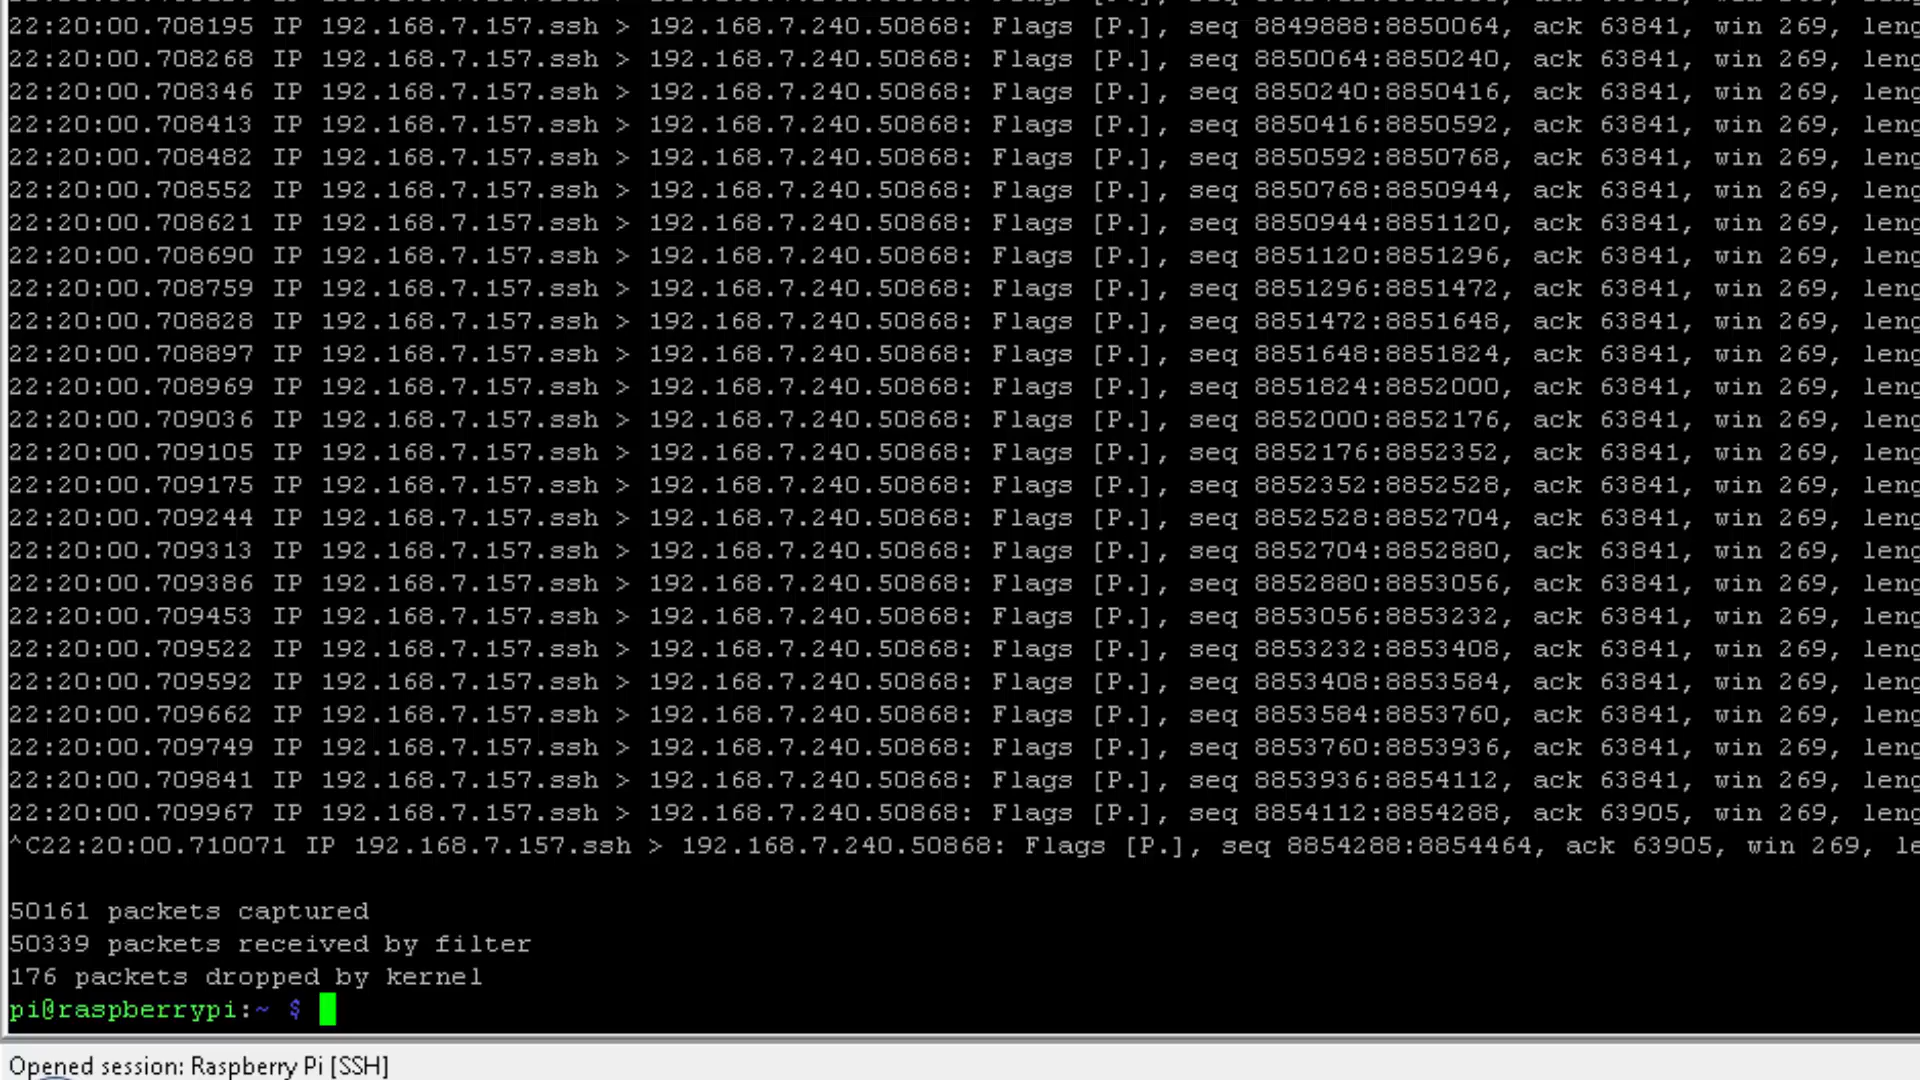 22:20:00.708195 IP 192.168.7.157.ssh > 192.168.7.240.50868: Flags [P.], seq 8849888:8850064, ack 63841, win 269, leng
22:20:00.708268 IP 192.168.7.157.ssh > 192.168.7.240.50868: Flags [P.], seq 8850064:8850240, ack 63841, win 269, leng
22:20:00.708346 IP 192.168.7.157.ssh > 192.168.7.240.50868: Flags [P.], seq 8850240:8850416, ack 63841, win 269, leng
22:20:00.708413 IP 192.168.7.157.ssh > 192.168.7.240.50868: Flags [P.], seq 8850416:8850592, ack 63841, win 269, leng
22:20:00.708482 IP 192.168.7.157.ssh > 192.168.7.240.50868: Flags [P.], seq 8850592:8850768, ack 63841, win 269, leng
22:20:00.708552 IP 192.168.7.157.ssh > 192.168.7.240.50868: Flags [P.], seq 8850768:8850944, ack 63841, win 269, leng
22:20:00.708621 IP 192.168.7.157.ssh > 192.168.7.240.50868: Flags [P.], seq 8850944:8851120, ack 63841, win 269, leng
22:20:00.708690 IP 192.168.7.157.ssh > 192.168.7.240.50868: Flags [P.], seq 8851120:8851296, ack 63841, win 269, leng
22:20:00.708759 IP 192.168.7.157.ssh > 192.168.7.240.50868: Flags [P.], seq 8851296:8851472, ack 63841, win 269, leng
22:20:00.708828 IP 192.168.7.157.ssh > 192.168.7.240.50868: Flags [P.], seq 8851472:8851648, ack 63841, win 269, leng
22:20:00.708897 IP 192.168.7.157.ssh > 192.168.7.240.50868: Flags [P.], seq 8851648:8851824, ack 63841, win 269, leng
22:20:00.708969 IP 192.168.7.157.ssh > 192.168.7.240.50868: Flags [P.], seq 8851824:8852000, ack 63841, win 269, leng
22:20:00.709036 IP 192.168.7.157.ssh > 192.168.7.240.50868: Flags [P.], seq 8852000:8852176, ack 63841, win 269, leng
22:20:00.709105 IP 192.168.7.157.ssh > 192.168.7.240.50868: Flags [P.], seq 8852176:8852352, ack 63841, win 269, leng
22:20:00.709175 IP 192.168.7.157.ssh > 192.168.7.240.50868: Flags [P.], seq 8852352:8852528, ack 63841, win 269, leng
22:20:00.709244 IP 192.168.7.157.ssh > 192.168.7.240.50868: Flags [P.], seq 8852528:8852704, ack 63841, win 269, leng
22:20:00.709313 IP 192.168.7.157.ssh > 192.168.7.240.50868: Flags [P.], seq 8852704:8852880, ack 63841, win 269, leng
22:20:00.709386 IP 192.168.7.157.ssh > 192.168.7.240.50868: Flags [P.], seq 8852880:8853056, ack 63841, win 269, leng
22:20:00.709453 IP 192.168.7.157.ssh > 192.168.7.240.50868: Flags [P.], seq 8853056:8853232, ack 63841, win 269, leng
22:20:00.709522 IP 192.168.7.157.ssh > 192.168.7.240.50868: Flags [P.], seq 8853232:8853408, ack 63841, win 269, leng
22:20:00.709592 IP 192.168.7.157.ssh > 192.168.7.240.50868: Flags [P.], seq 8853408:8853584, ack 63841, win 269, leng
22:20:00.709662 IP 192.168.7.157.ssh > 192.168.7.240.50868: Flags [P.], seq 8853584:8853760, ack 63841, win 269, leng
22:20:00.709749 IP 192.168.7.157.ssh > 192.168.7.240.50868: Flags [P.], seq 8853760:8853936, ack 63841, win 269, leng
22:20:00.709841 IP 192.168.7.157.ssh > 192.168.7.240.50868: Flags [P.], seq 8853936:8854112, ack 63841, win 269, leng
22:20:00.709967 IP 192.168.7.157.ssh > 192.168.7.240.50868: Flags [P.], seq 8854112:8854288, ack 63905, win 269, leng
^C22:20:00.710071 IP 192.168.7.157.ssh > 192.168.7.240.50868: Flags [P.], seq 8854288:8854464, ack 63905, win 269, le
50161 packets captured
50339 packets received by filter
176 packets dropped by kernel
pi@raspberrypi:~ $
Opened session: Raspberry Pi [SSH]